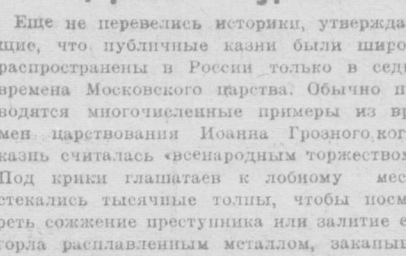 Еще не перевелись историки, утвержда
щие, что публичные казни были широ
распространены в России только в сед
времена Московского царства. Обычно п
водятся многочисленные примеры из вр
мен царствования Иоанна Грозного, ког
казнь считалась «всенародным торжеством
Под крики глашатаев к лобному мес
стекались тысячные толпы, чтобы посм
реть сожжение преступника или залитие е
горла расплавленным металлом, закапыв